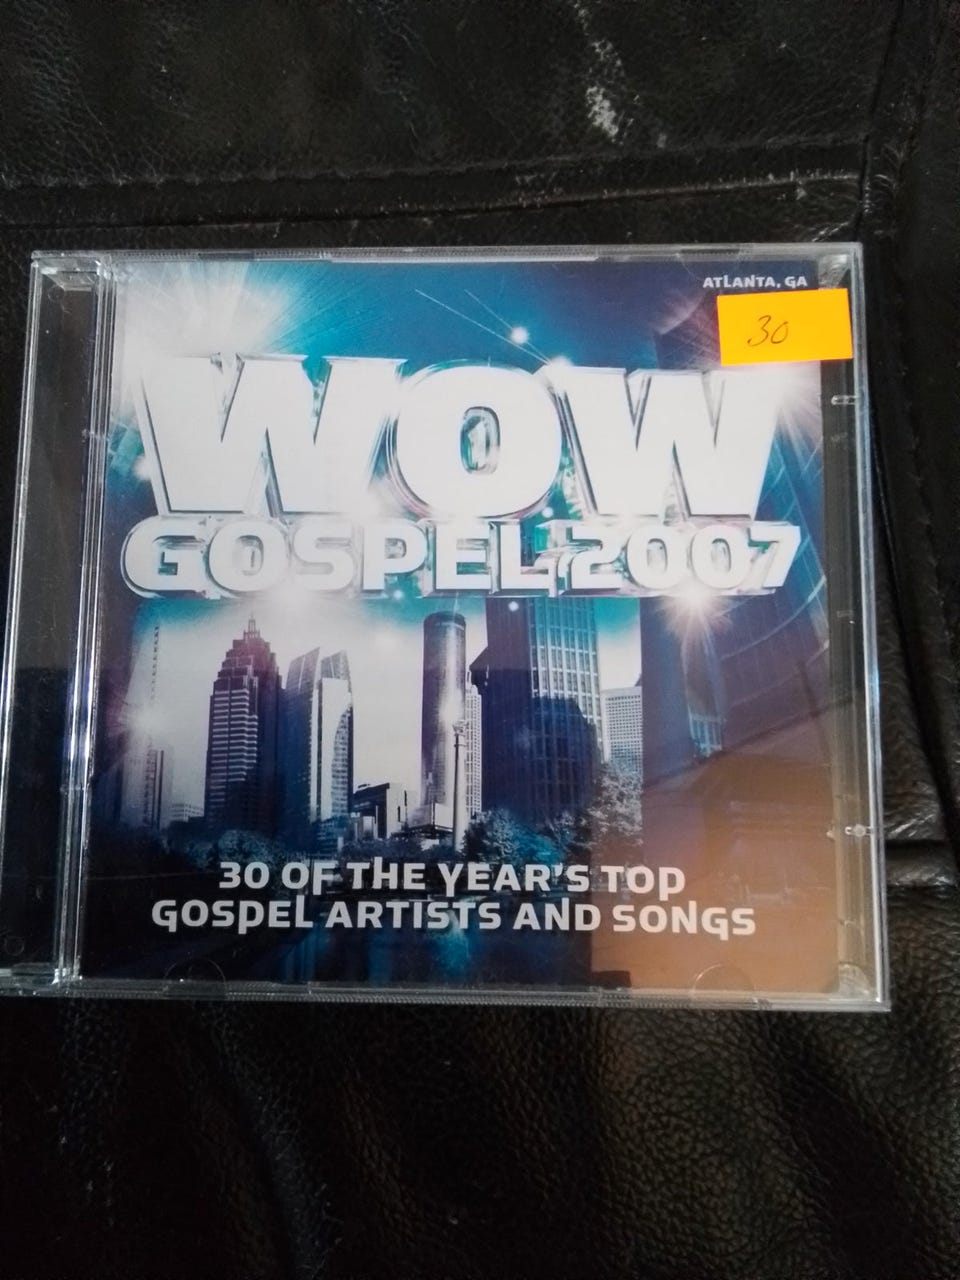 ATLANTA, GA
30
WOW
GOSPEL 2007
30 OF THE YEAR'S TOP
GOSPEL ARTISTS AND SONGS